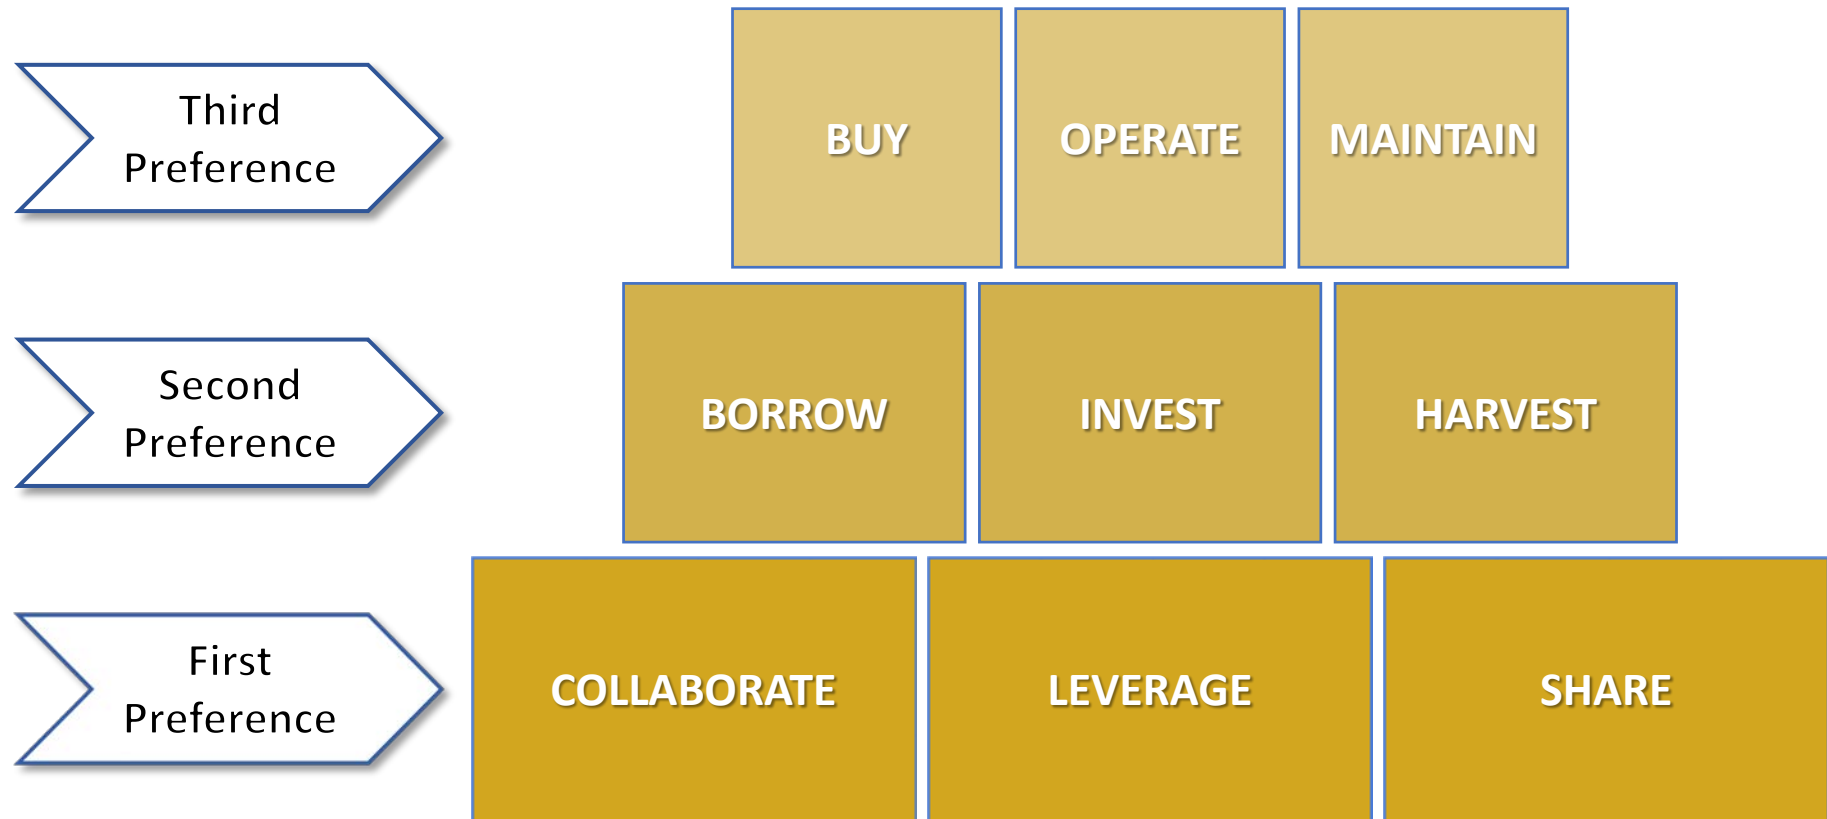 Third
Preference
BUY
OPERATE
MAINTAIN
Second
Preference
BORROW
INVEST
HARVEST
First
Preference
COLLABORATE
LEVERAGE
SHARE